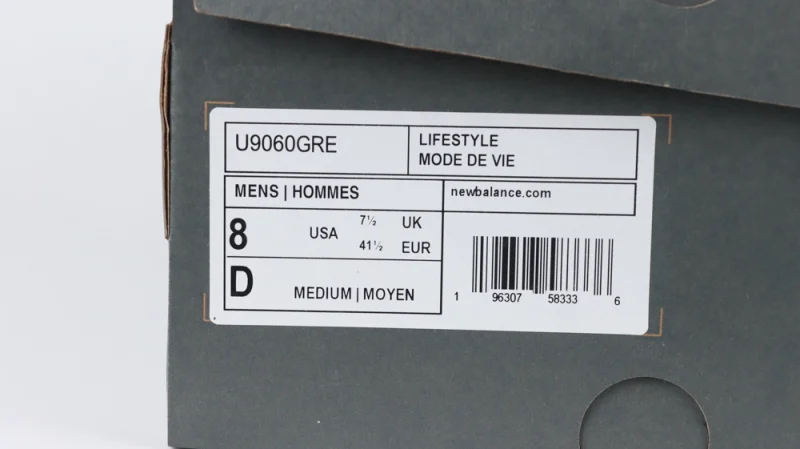 U9060GRE
LIFESTYLE
MODE DE VIE
MENS | HOMMES
newbalance.com
8 USA 7½ UK
41½ EUR
D MEDIUM | MOYEN
1 96307 58333 6